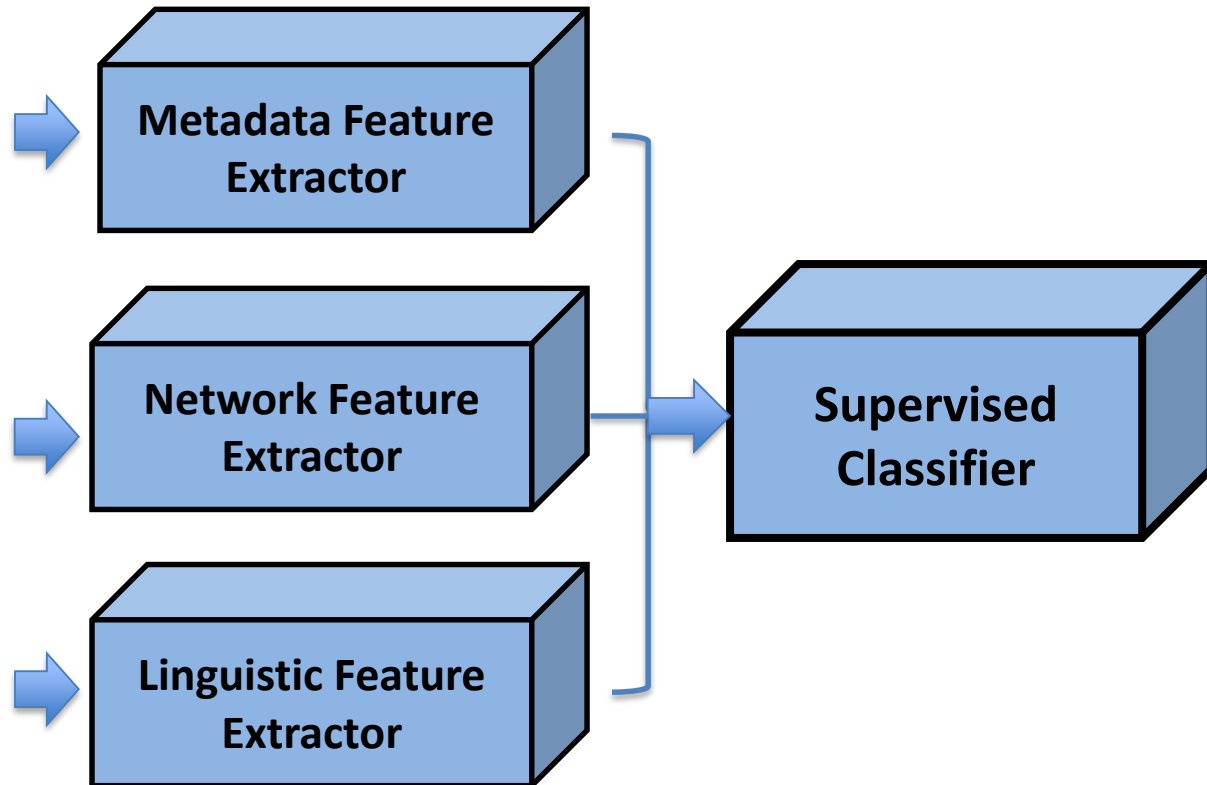 Metadata Feature
Extractor
Network Feature
Extractor
Supervised
Classifier
Linguistic Feature
Extractor